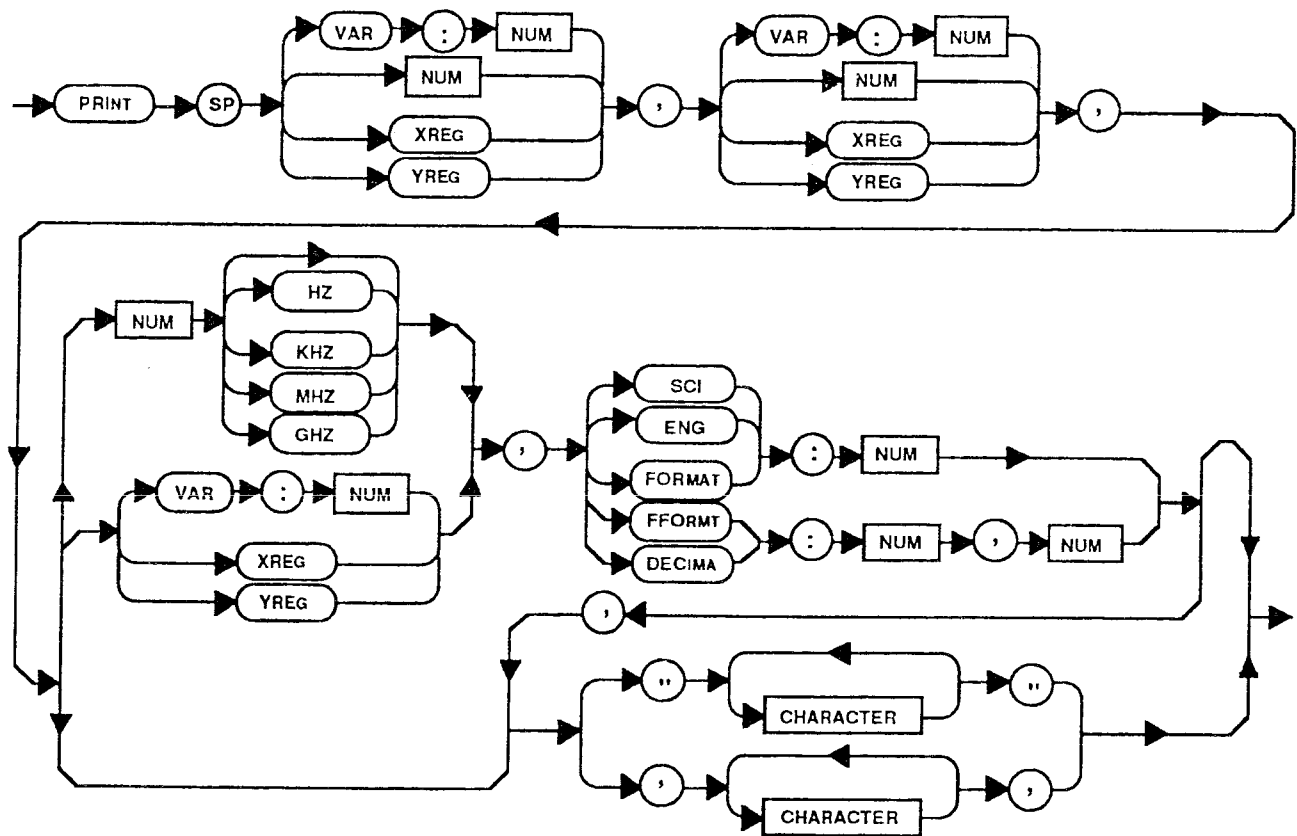 VAR : NUM VAR : NUM
NUM NUM
PRINT SP , ,
XREG XREG
YREG YREG
HZ
NUM
KHZ
MHZ
GHZ
SCI
ENG
, : NUM
FORMAT
VAR : NUM
FFORMT
: NUM , NUM
XREG
DECIMA
YREG
,
" "
CHARACTER
, ,
CHARACTER